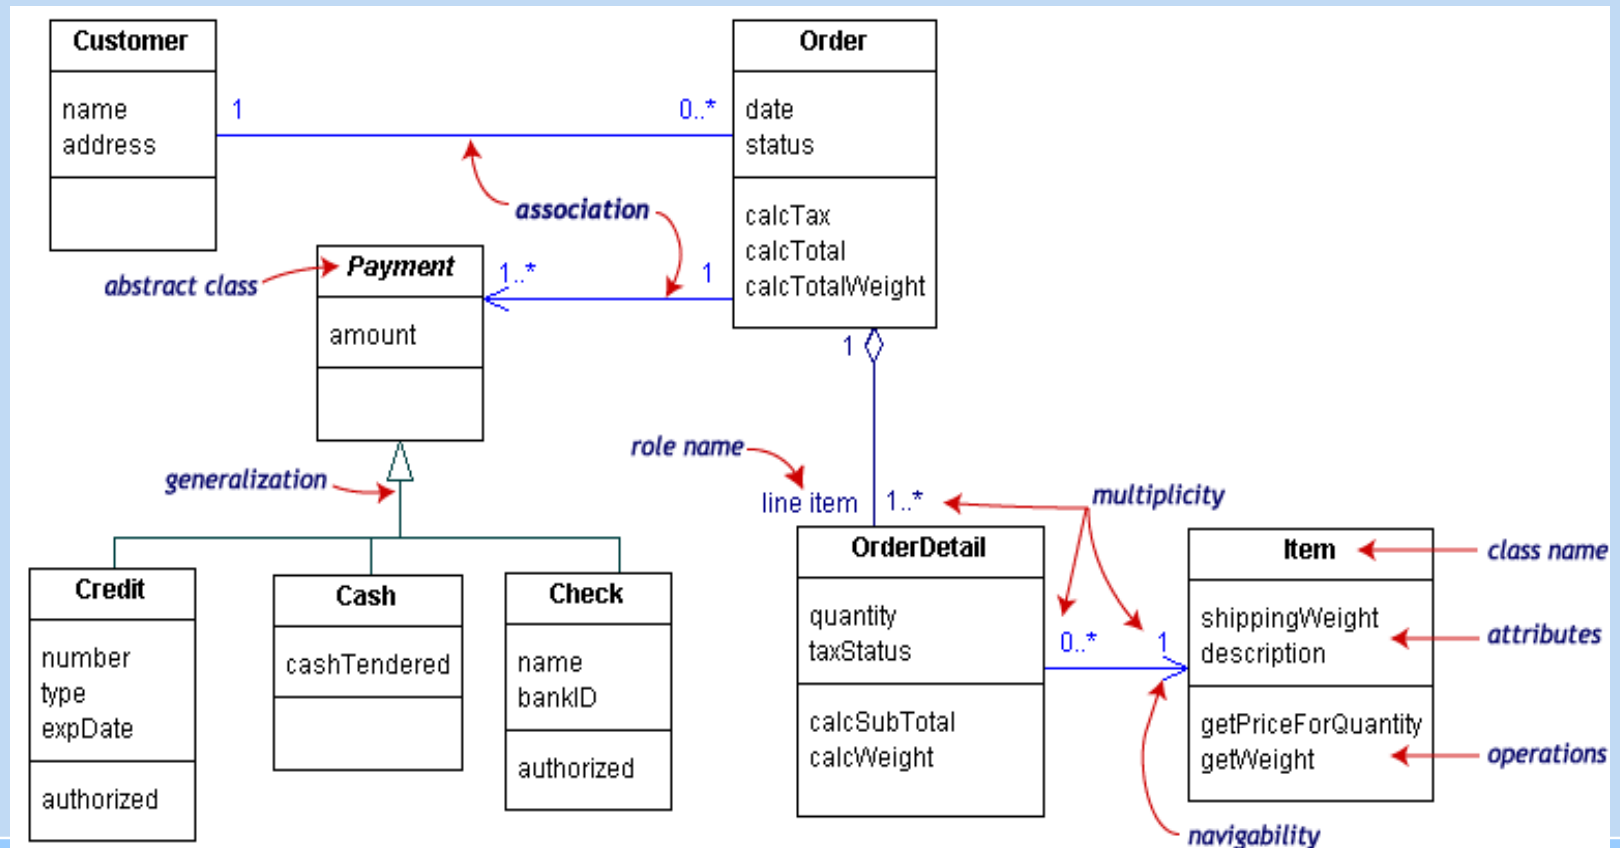 Customer
name
address
1
0..*
Order
date
status
calcTax
calcTotal
calcTotalWeight
association
abstract class
Payment
amount
1..*
1
1
generalization
role name
line item
1..*
multiplicity
Credit
number
type
expDate
authorized
Cash
cashTendered
Check
name
bankID
authorized
OrderDetail
quantity
taxStatus
calcSubTotal
calcWeight
0..*
1
Item
shippingWeight
description
getPriceForQuantity
getWeight
class name
attributes
operations
navigability